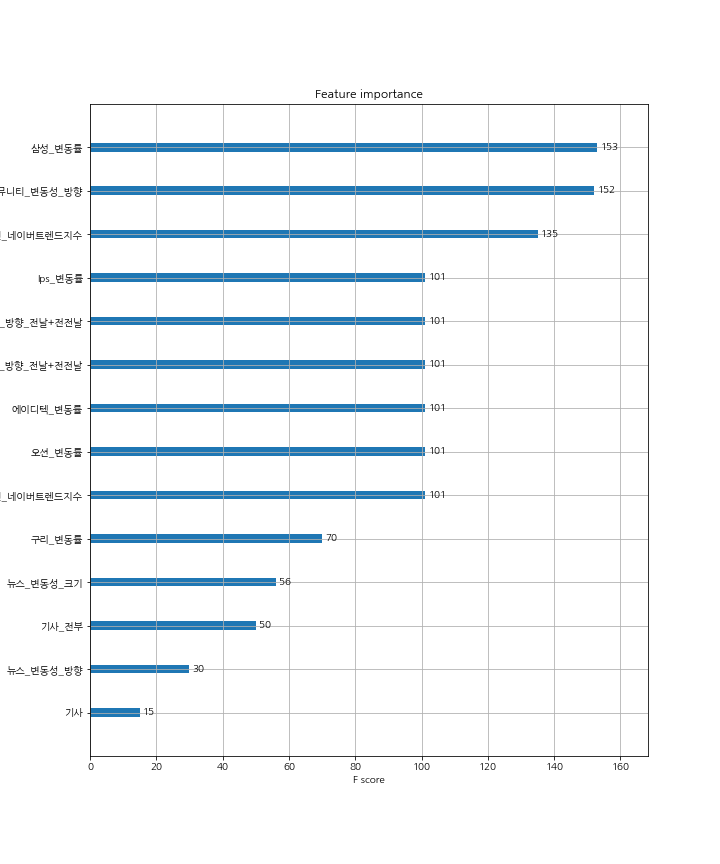 Feature importance
삼성_변동률
153
뮤니티_변동성_방향
152
_네이버트렌드지수
135
lps_변동률
101
_방향_전날+전전날
101
_방향_전날+전전날
101
에이디텍_변동률
101
오션_변동률
101
_네이버트렌드지수
101
구리_변동률
70
뉴스_변동성_크기
56
기사_전부
50
뉴스_변동성_방향
30
기사
15
0 20 40 60 80 100 120 140 160
F score